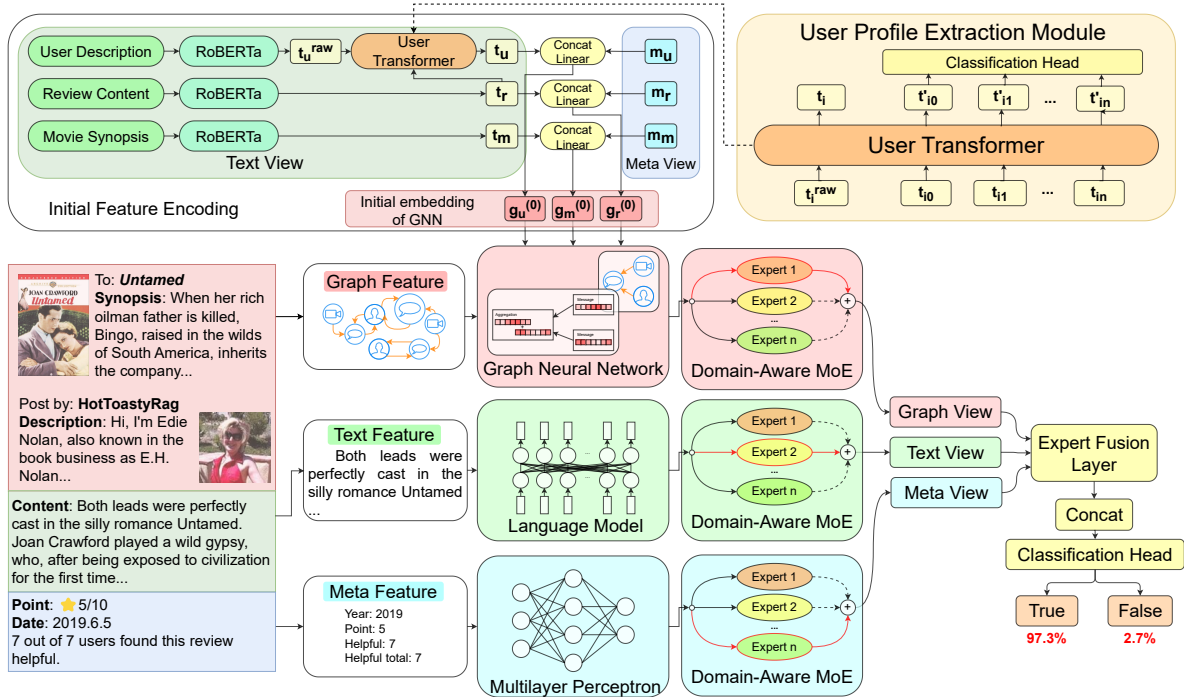 User Description
RoBERTa
t_u^raw
User
Transformer
t_u
Concat
Linear
m_u
Review Content
RoBERTa
t_r
Concat
Linear
m_r
Movie Synopsis
RoBERTa
t_m
Concat
Linear
m_m
Text View
Meta View
Initial Feature Encoding
Initial embedding
of GNN
g_u^(0)
g_m^(0)
g_r^(0)
User Profile Extraction Module
Classification Head
t_i
t'_i0
t'_i1
...
t'_in
User Transformer
t_i^raw
t_i0
t_i1
...
t_in
JOAN CRAWFORD
Untamed
To: Untamed
Synopsis: When her rich
oilman father is killed,
Bingo, raised in the wilds
of South America, inherits
the company...
Post by: HotToastyRag
Description: Hi, I'm Edie
Nolan, also known in the
book business as E.H.
Nolan...
Content: Both leads were perfectly
cast in the silly romance Untamed.
Joan Crawford played a wild gypsy,
who, after being exposed to civilization
for the first time...
Point: 5/10
Date: 2019.6.5
7 out of 7 users found this review
helpful.
Graph Feature
Message
Aggregation
Message
Graph Neural Network
Expert 1
Expert 2
...
Expert n
Domain-Aware MoE
Text Feature
Both leads were
perfectly cast in the
silly romance Untamed
...
...
...
Language Model
Expert 1
Expert 2
...
Expert n
Domain-Aware MoE
Meta Feature
Year: 2019
Point: 5
Helpful: 7
Helpful total: 7
Multilayer Perceptron
Expert 1
Expert 2
...
Expert n
Domain-Aware MoE
Graph View
Text View
Meta View
Expert Fusion
Layer
Concat
Classification Head
True
False
97.3%
2.7%